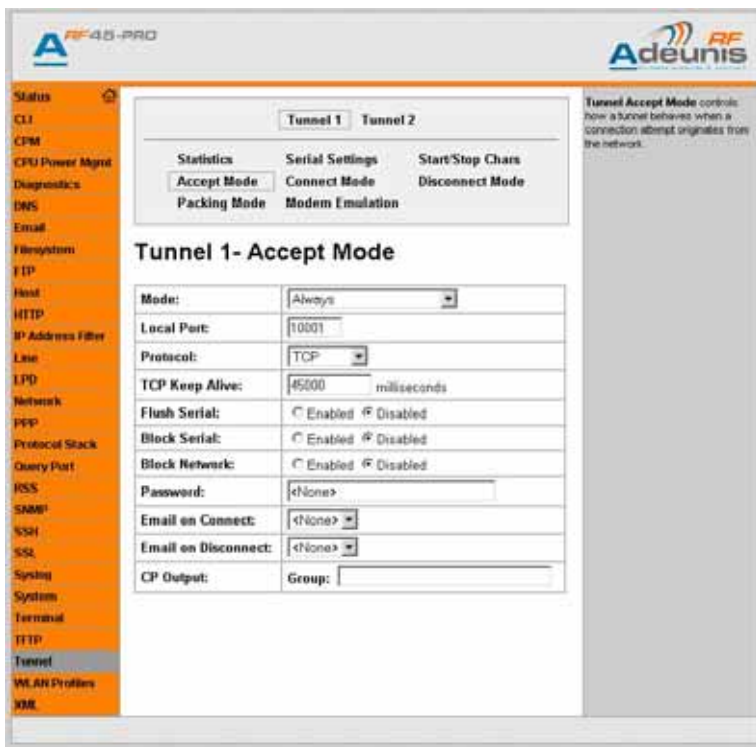 A RF45-PRO
Adeunis RF
Status
CLI
CPM
CPU Power Mgmt
Diagnostics
DNS
Email
Filesystem
FTP
Host
HTTP
IP Address Filter
Line
LPD
Network
PPP
Protocol Stack
Query Port
RSS
SNMP
SSH
SSL
Syslog
System
Terminal
TFTP
Tunnel
WLAN Profiles
XML
Tunnel 1 Tunnel 2
Statistics Serial Settings Start/Stop Chars
Accept Mode Connect Mode Disconnect Mode
Packing Mode Modem Emulation
Tunnel 1- Accept Mode
Mode: Always
Local Port: 10001
Protocol: TCP
TCP Keep Alive: 45000 milliseconds
Flush Serial: Enabled Disabled
Block Serial: Enabled Disabled
Block Network: Enabled Disabled
Password: <None>
Email on Connect: <None>
Email on Disconnect: <None>
CP Output: Group:
Tunnel Accept Mode controls
how a tunnel behaves when a
connection attempt originates from
the network.